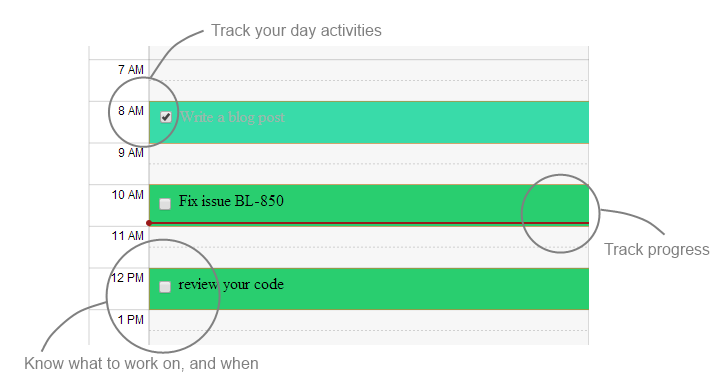 Track your day activities
7 AM
8 AM
Write a blog post
9 AM
10 AM
Fix issue BL-850
11 AM
Track progress
12 PM
review your code
1 PM
Know what to work on, and when